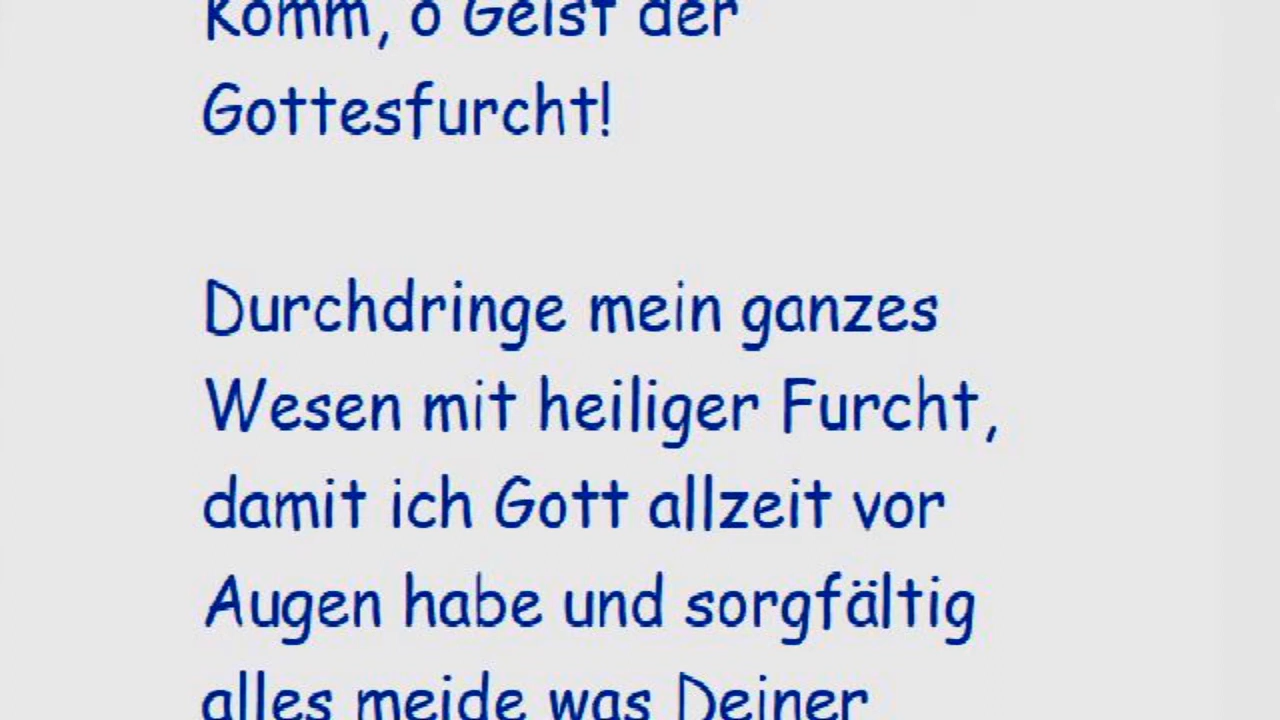 Komm, o Geist der
Gottesfurcht!
Durchdringe mein ganzes
Wesen mit heiliger Furcht,
damit ich Gott allzeit vor
Augen habe und sorgfältig
alles meide was Deiner